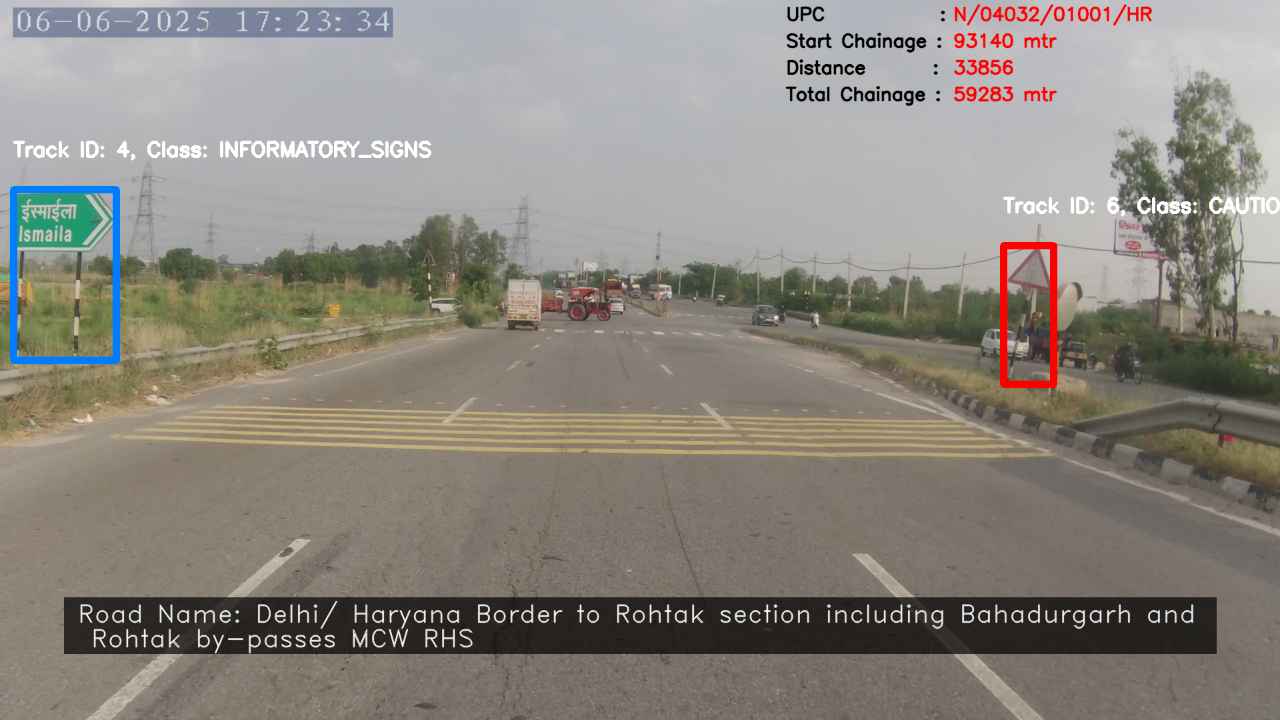 06-06-2025 17:23:34
UPC : N/04032/01001/HR
Start Chainage : 93140 mtr
Distance : 33856
Total Chainage : 59283 mtr
Track ID: 4, Class: INFORMATORY_SIGNS
ईस्माईला
Ismaila
Track ID: 6, Class: CAUTIO
Road Name: Delhi/ Haryana Border to Rohtak section including Bahadurgarh and
Rohtak by-passes MCW RHS